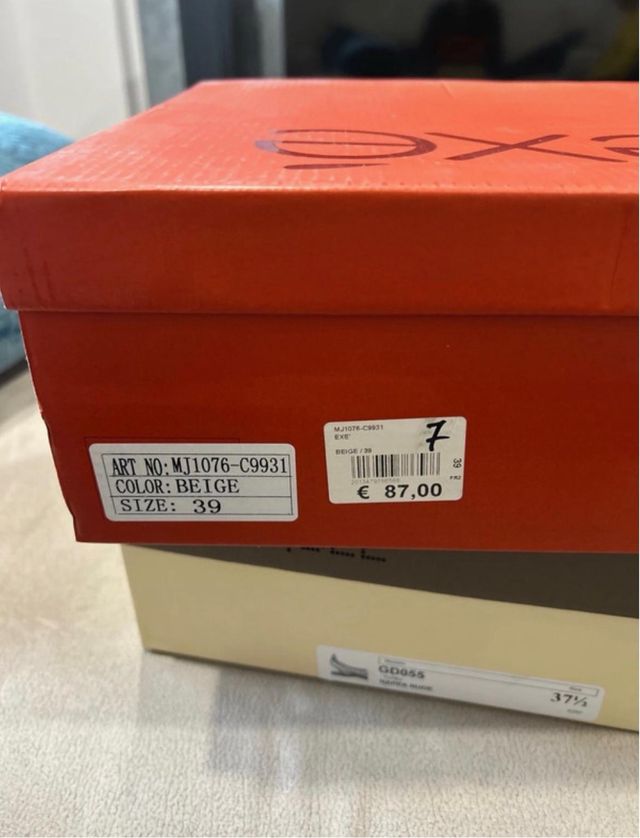 exe
ART NO:MJ1076-C9931
COLOR:BEIGE
SIZE: 39
MJ1076-C9931
EXE'
7
BEIGE / 39
39
FR2
€ 87,00
GD055
37½